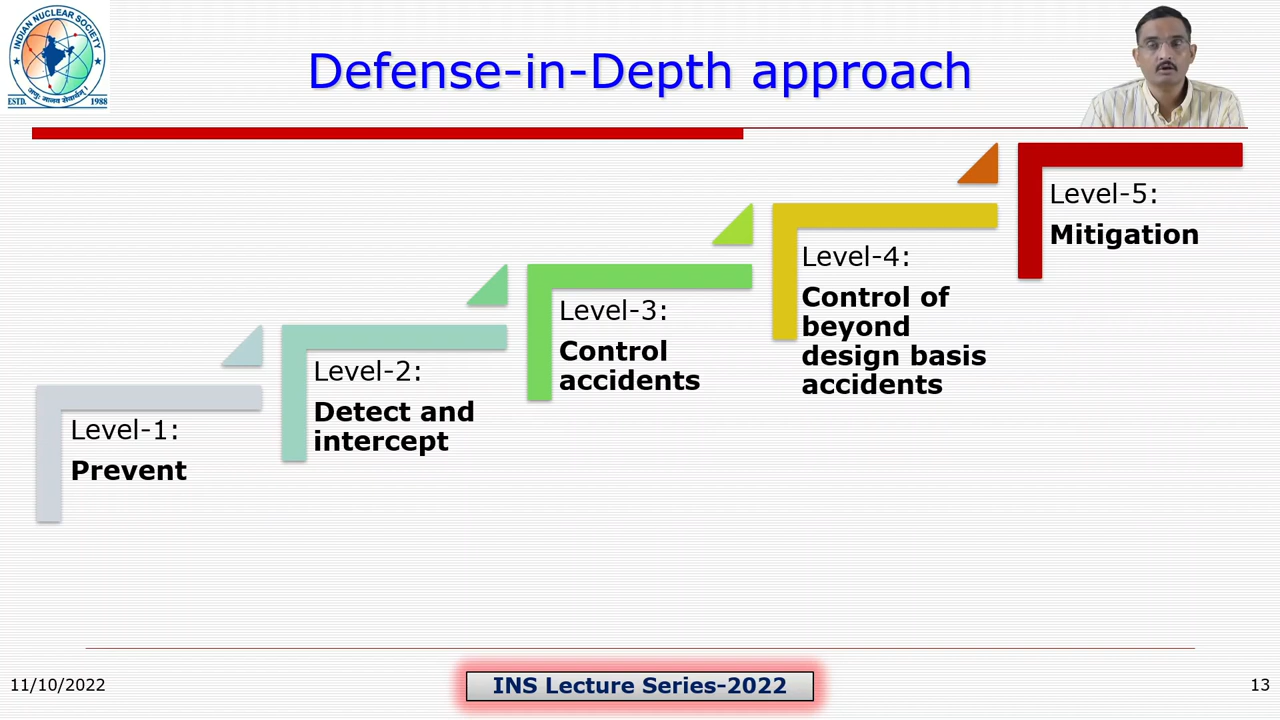 INDIAN NUCLEAR SOCIETY
ESTD.
1988
Defense-in-Depth approach
Level-1:
Prevent
Level-2:
Detect and
intercept
Level-3:
Control
accidents
Level-4:
Control of
beyond
design basis
accidents
Level-5:
Mitigation
11/10/2022
INS Lecture Series-2022
13